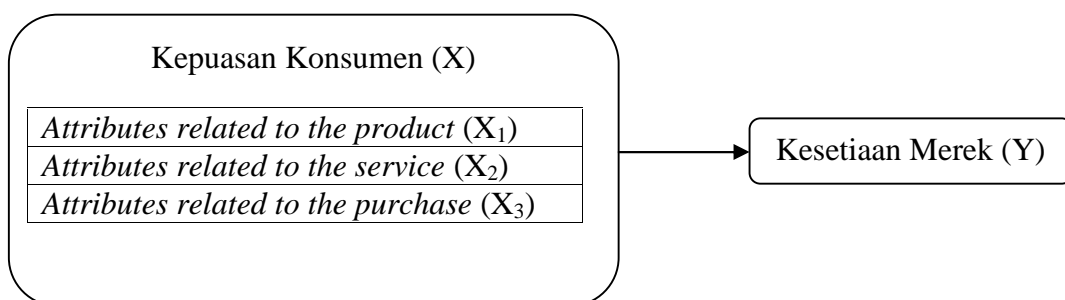 Kepuasan Konsumen (X)
Attributes related to the product (X₁)
Attributes related to the service (X₂)
Attributes related to the purchase (X₃)
Kesetiaan Merek (Y)